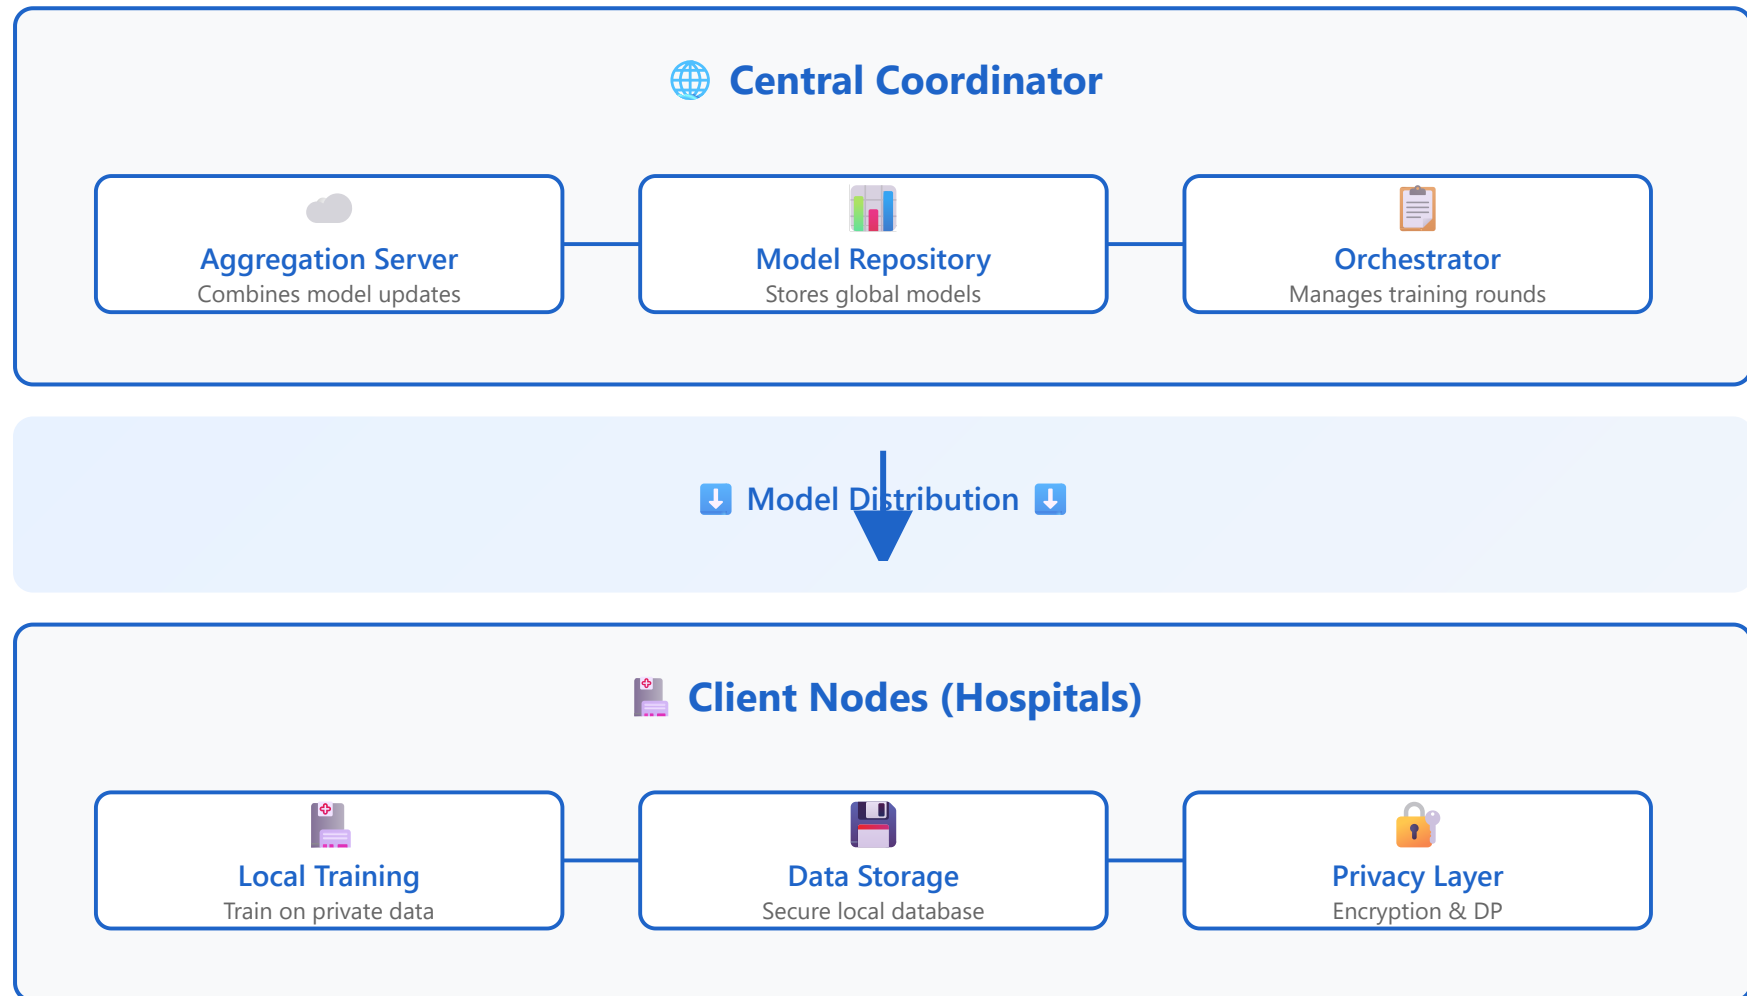 Central Coordinator
Aggregation Server
Combines model updates
Model Repository
Stores global models
Orchestrator
Manages training rounds
Model Distribution
Client Nodes (Hospitals)
Local Training
Train on private data
Data Storage
Secure local database
Privacy Layer
Encryption & DP